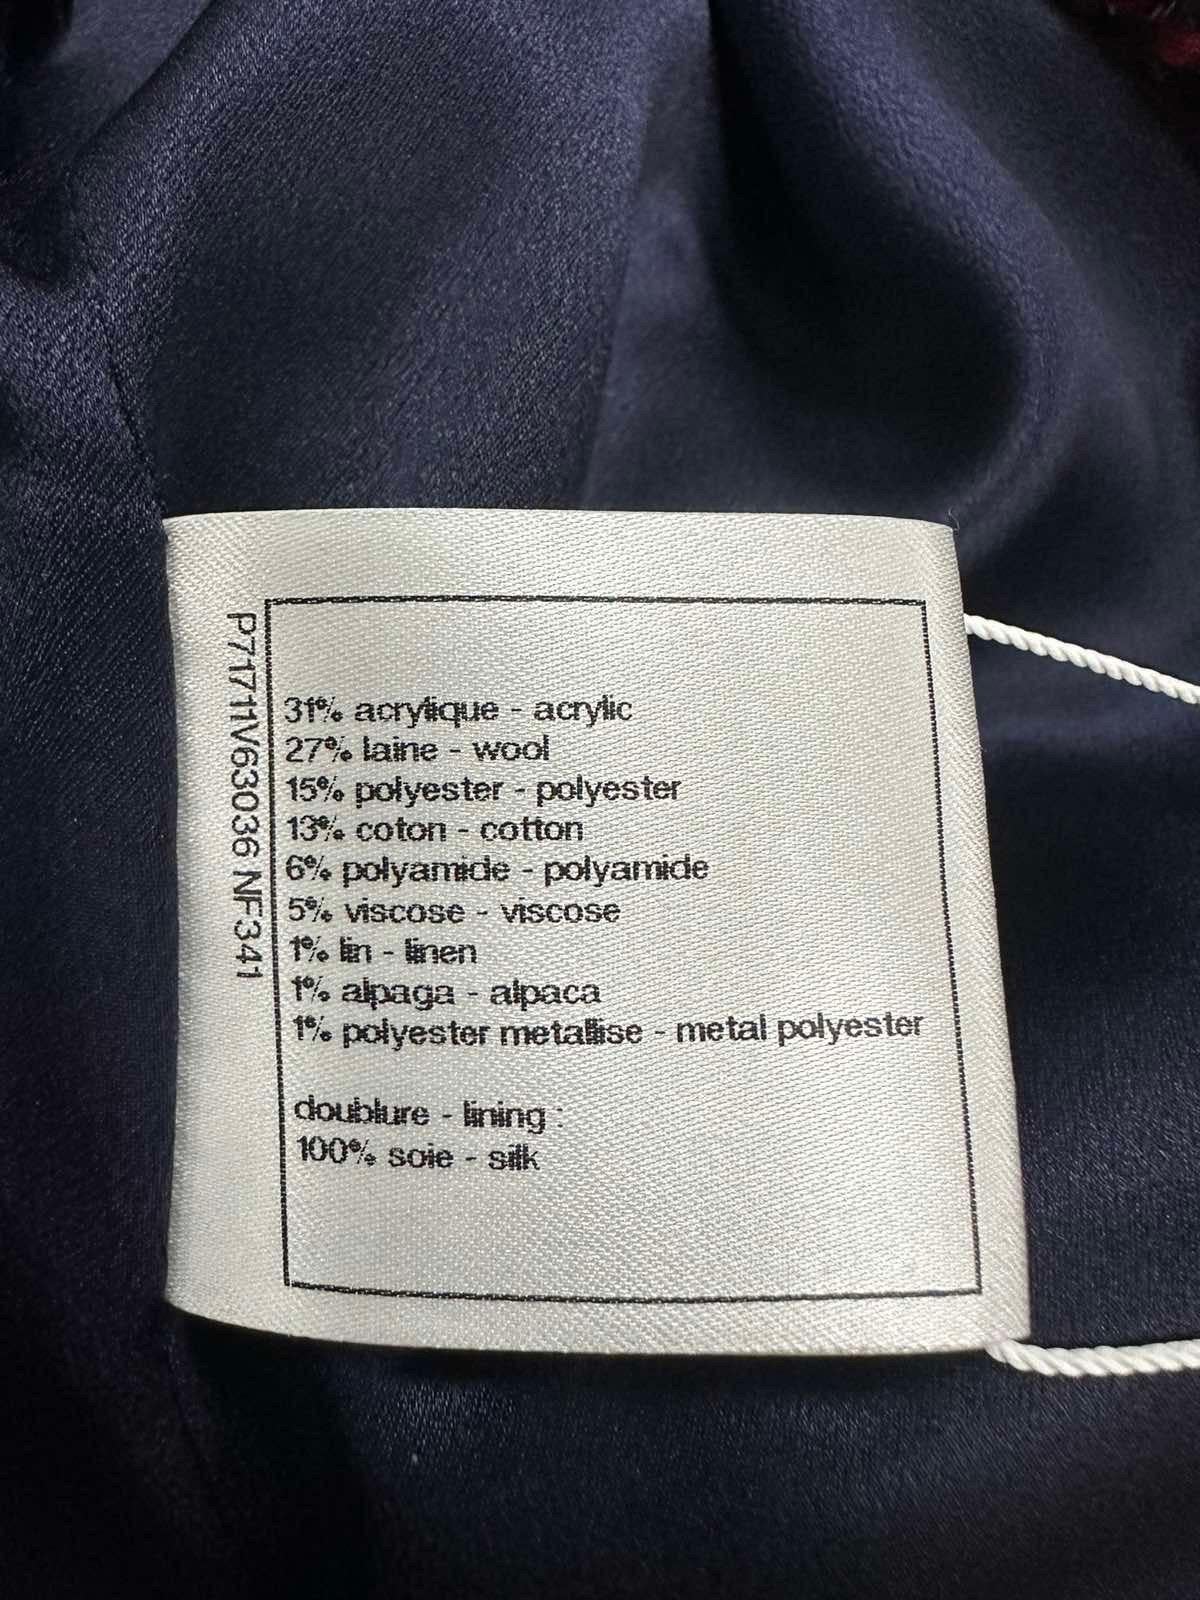 P71711V63036 NF341
31% acrylique - acrylic
27% laine - wool
15% polyester - polyester
13% coton - cotton
6% polyamide - polyamide
5% viscose - viscose
1% lin - linen
1% alpaga - alpaca
1% polyester metallise - metal polyester
doublure - lining :
100% soie - silk